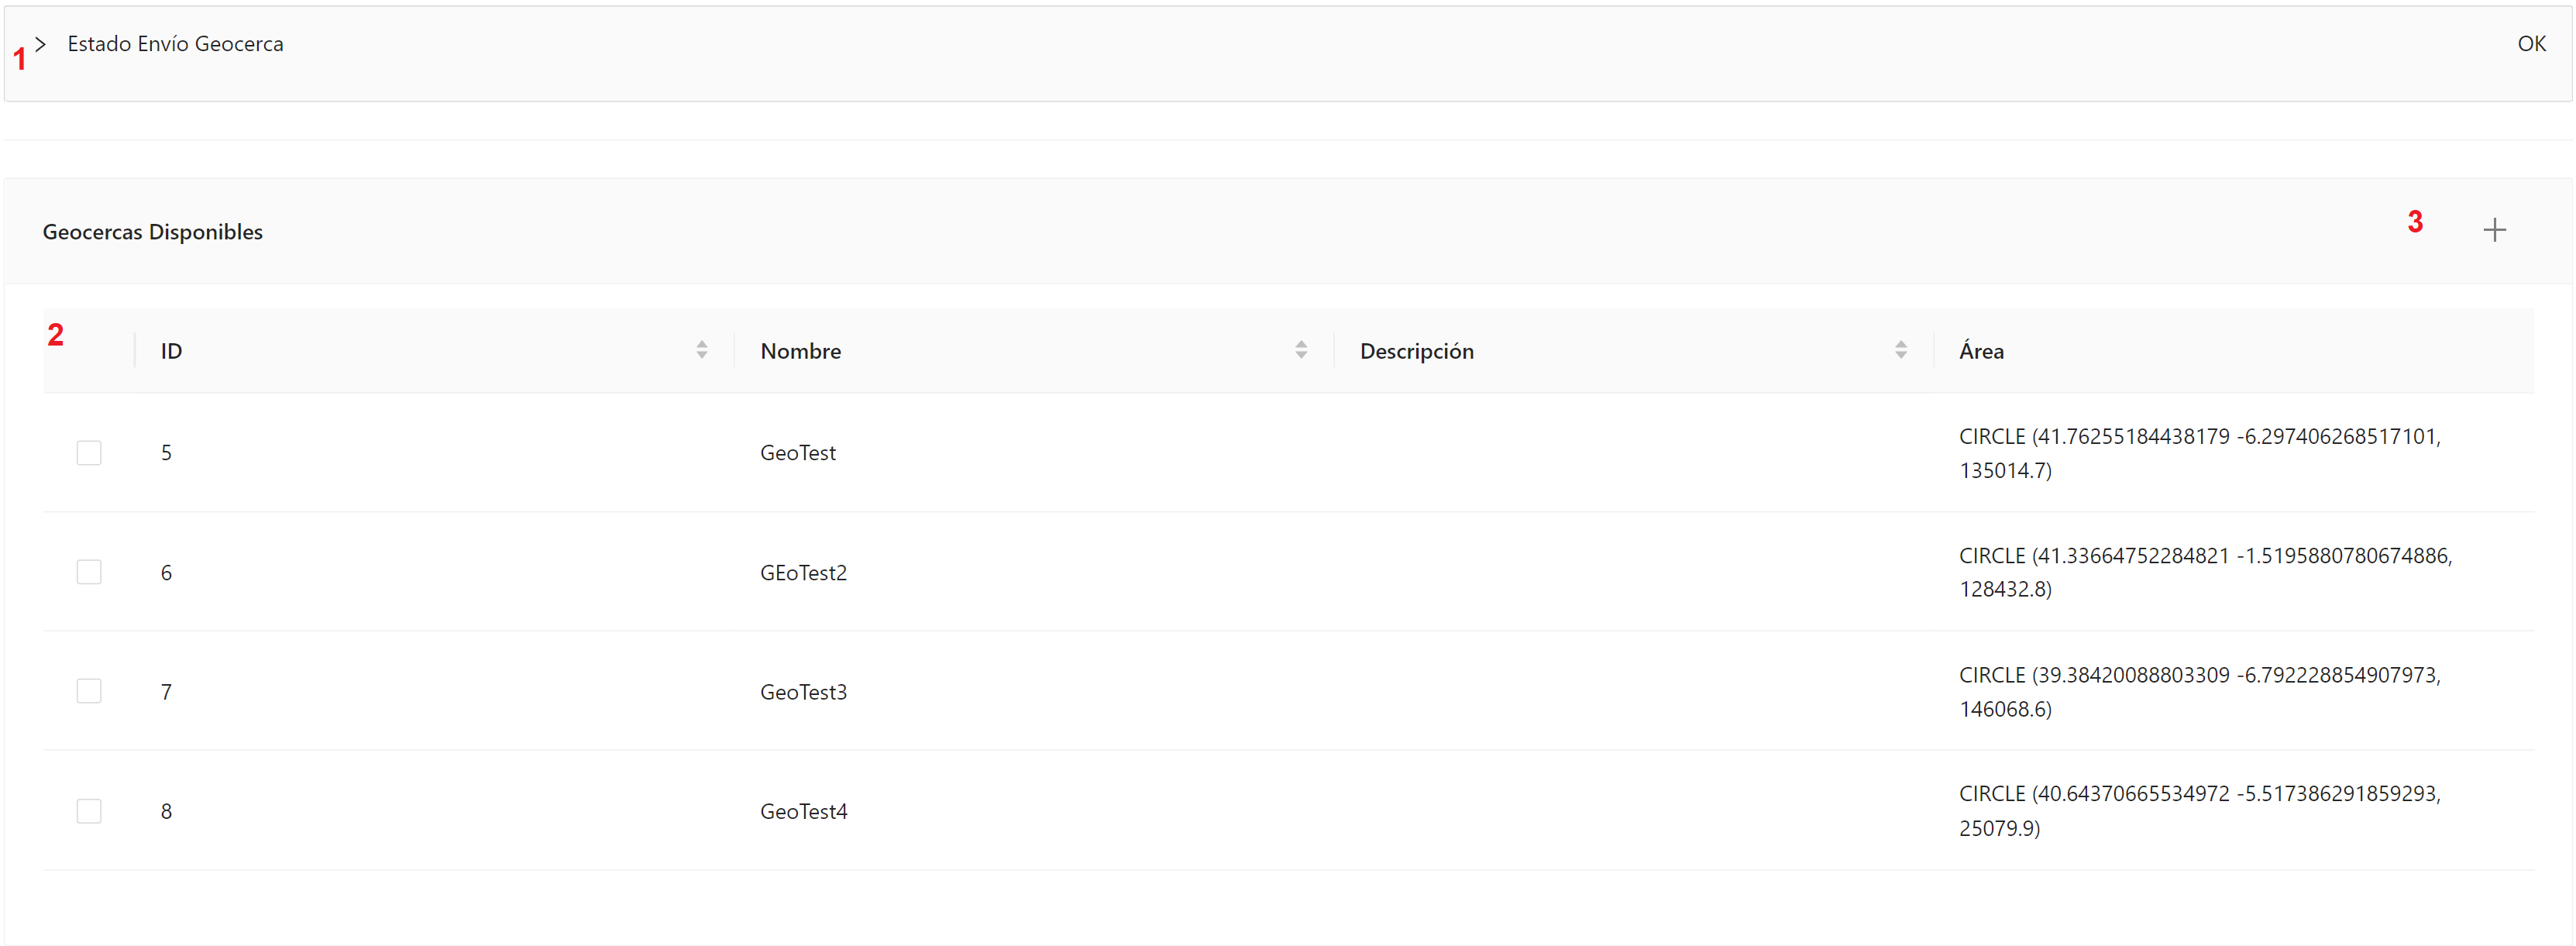 1 > Estado Envío Geocerca OK
Geocercas Disponibles 3 +
2 ID Nombre Descripción Área
5 GeoTest CIRCLE (41.76255184438179 -6.297406268517101,
135014.7)
6 GEoTest2 CIRCLE (41.33664752284821 -1.5195880780674886,
128432.8)
7 GeoTest3 CIRCLE (39.38420088803309 -6.792228854907973,
146068.6)
8 GeoTest4 CIRCLE (40.64370665534972 -5.517386291859293,
25079.9)